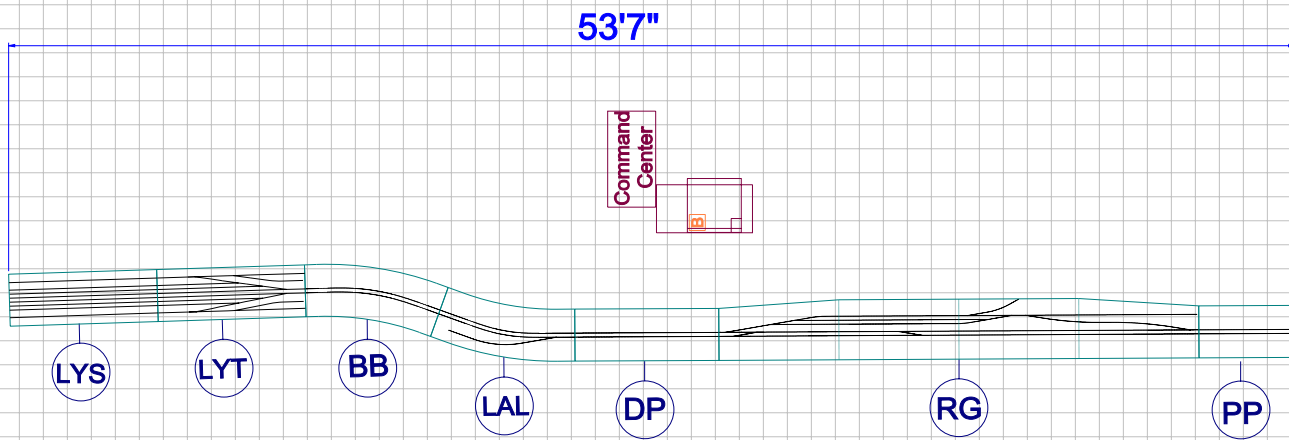 53'7"
Command
Center
B
LYS
LYT
BB
LAL
DP
RG
PP